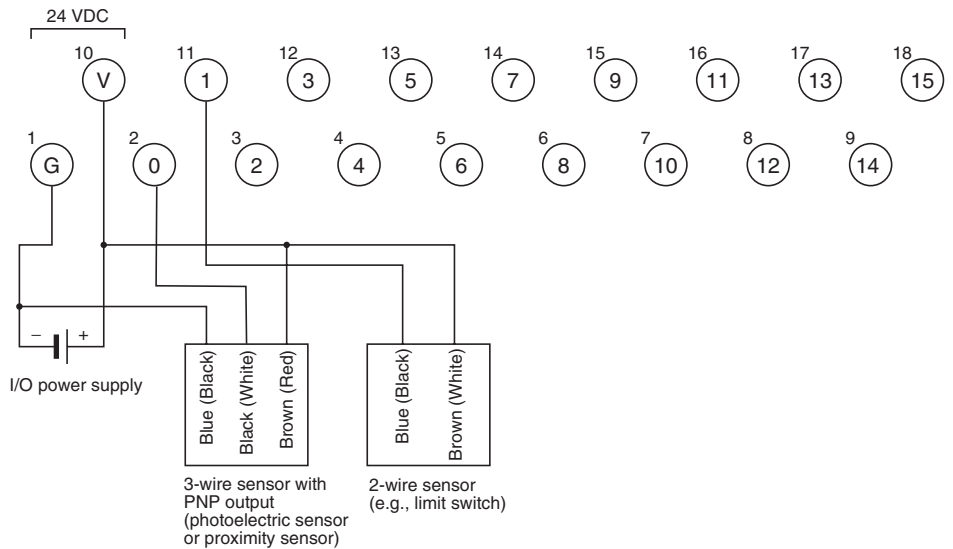 24 VDC
10 11 12 13 14 15 16 17 18
V 1 3 5 7 9 11 13 15
1 2 3 4 5 6 7 8 9
G 0 2 4 6 8 10 12 14
− +
I/O power supply
Blue (Black)
Black (White)
Brown (Red)
Blue (Black)
Brown (White)
3-wire sensor with
PNP output
(photoelectric sensor
or proximity sensor)
2-wire sensor
(e.g., limit switch)